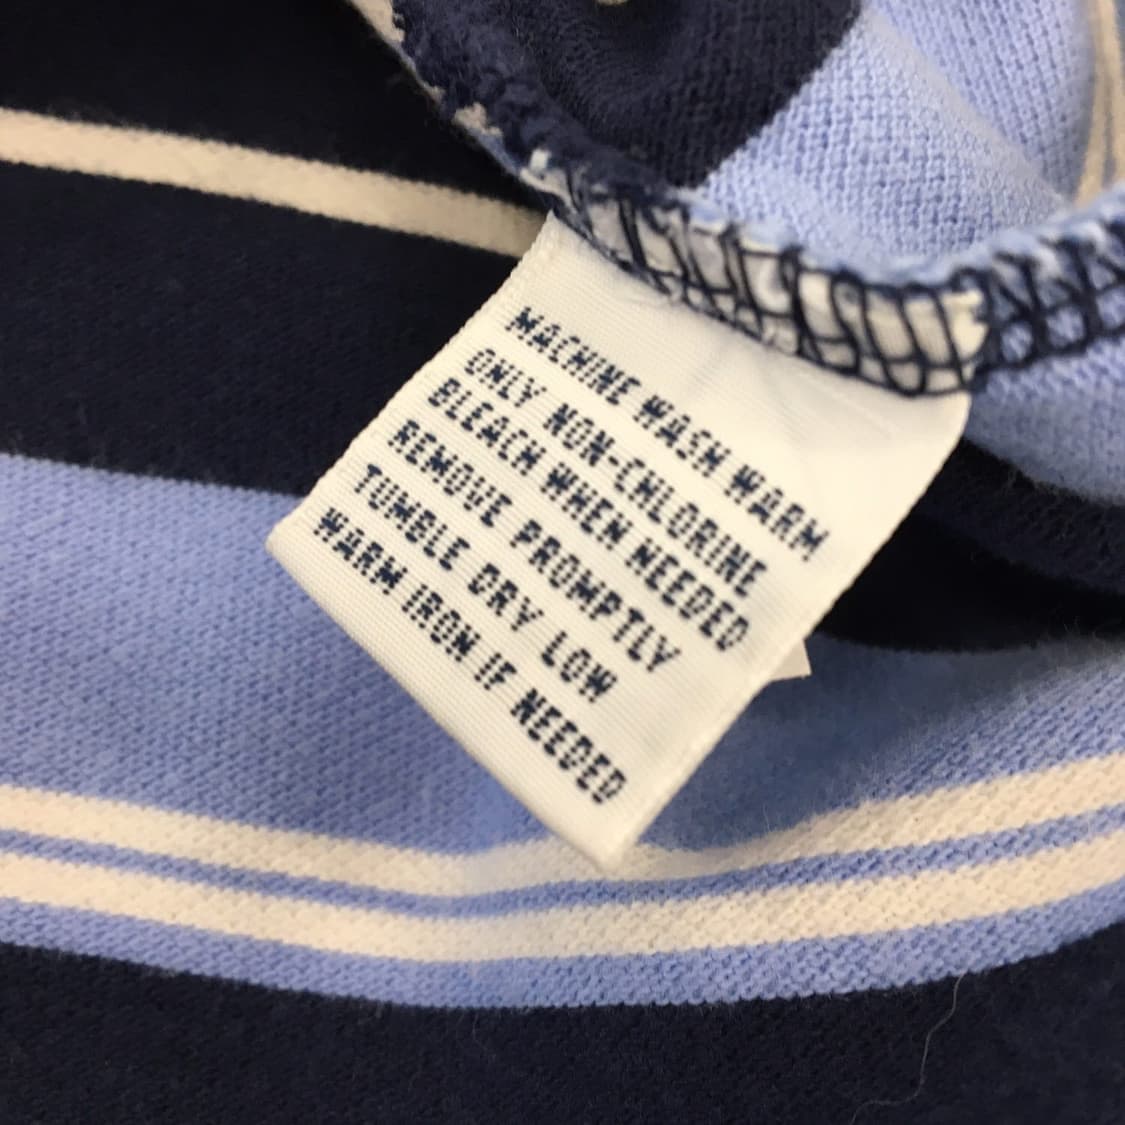 MACHINE WASH WARM
ONLY NON-CHLORINE
BLEACH WHEN NEEDED
REMOVE PROMPTLY
TUMBLE DRY LOW
WARM IRON IF NEEDED